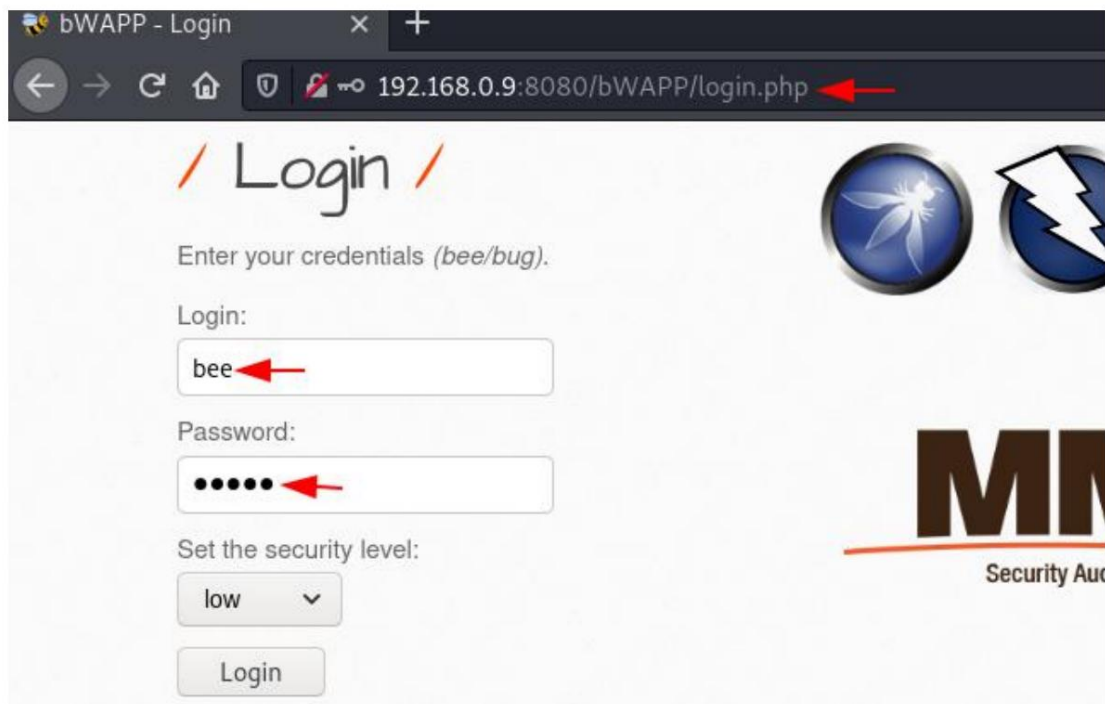 bWAPP - Login
192.168.0.9:8080/bWAPP/login.php
/ Login /
Enter your credentials (bee/bug).
Login:
bee
Password:
•••••
Set the security level:
low
Login
Security